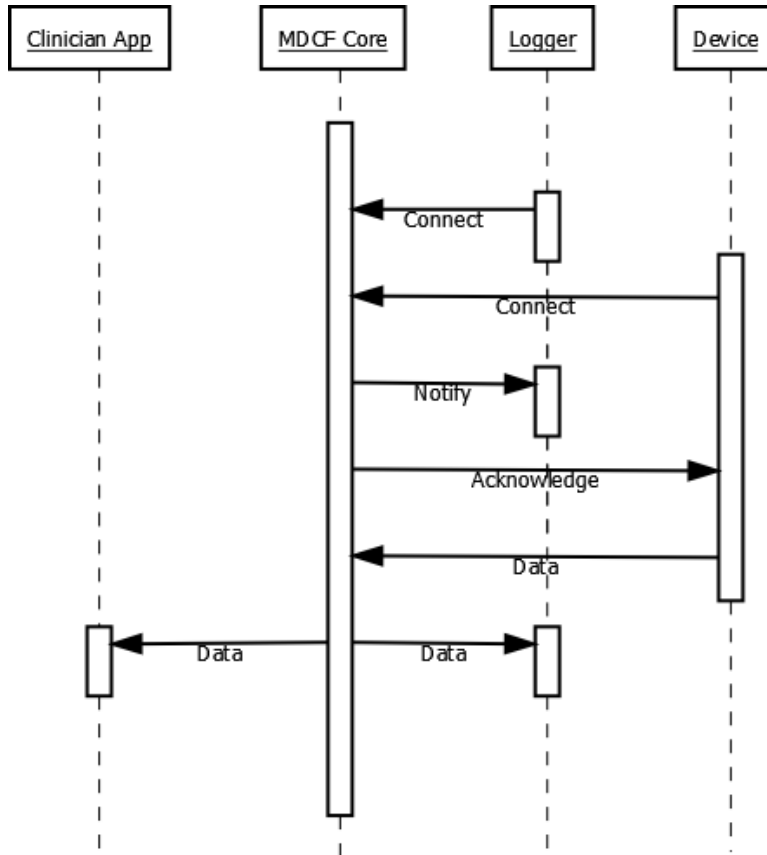 Clinician App
MDCF Core
Logger
Device
Connect
Connect
Notify
Acknowledge
Data
Data
Data